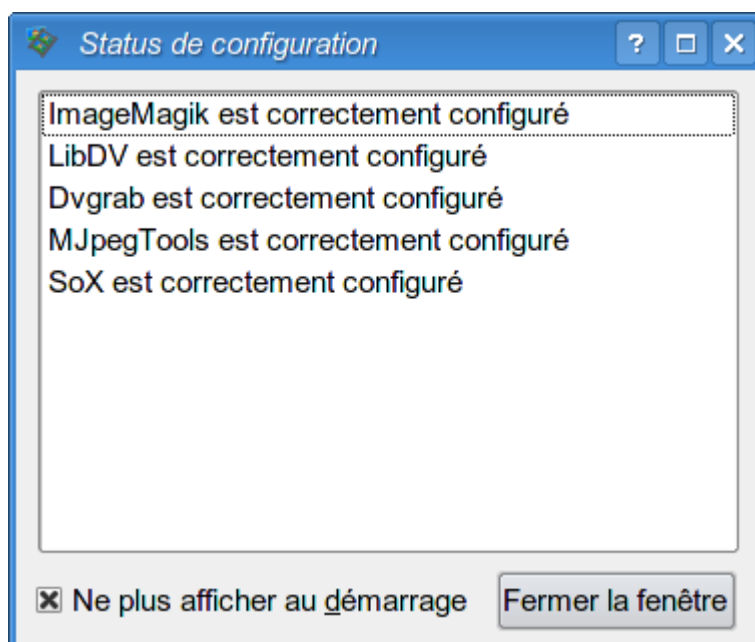 Status de configuration
ImageMagik est correctement configuré
LibDV est correctement configuré
Dvgrab est correctement configuré
MJpegTools est correctement configuré
SoX est correctement configuré
Ne plus afficher au démarrage
Fermer la fenêtre